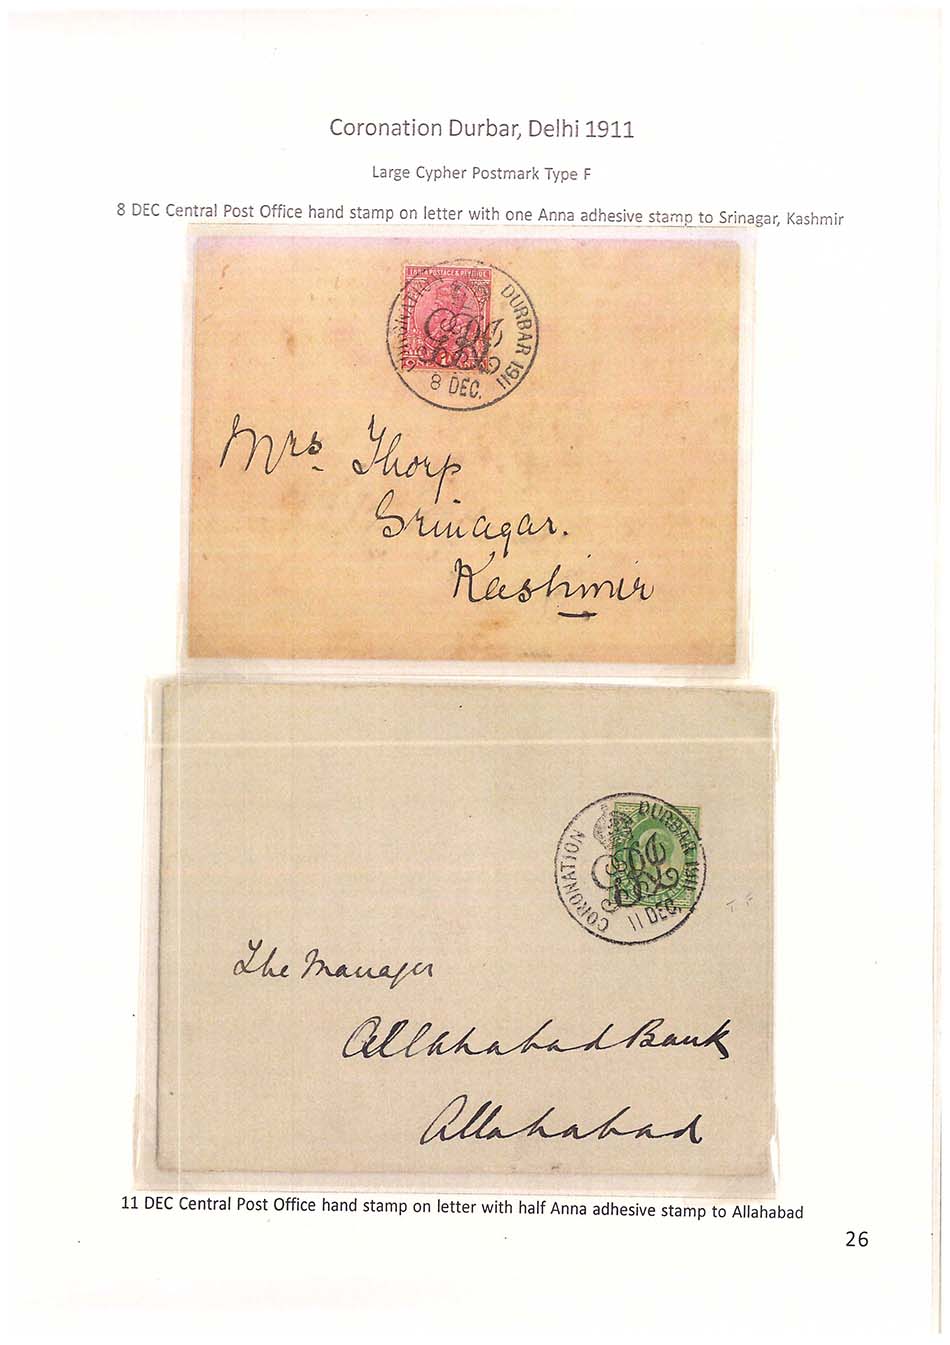 Coronation Durbar, Delhi 1911
Large Cypher Postmark Type F
8 DEC Central Post Office hand stamp on letter with one Anna adhesive stamp to Srinagar, Kashmir
INDIA POSTAGE & REVENUE
CORONATION DURBAR 1911
8 DEC.
Mrs Thorp
Srinagar.
Kashmir
CORONATION DURBAR 1911
11 DEC.
T. F
The Manager
Allahabad Bank
Allahabad
11 DEC Central Post Office hand stamp on letter with half Anna adhesive stamp to Allahabad
26